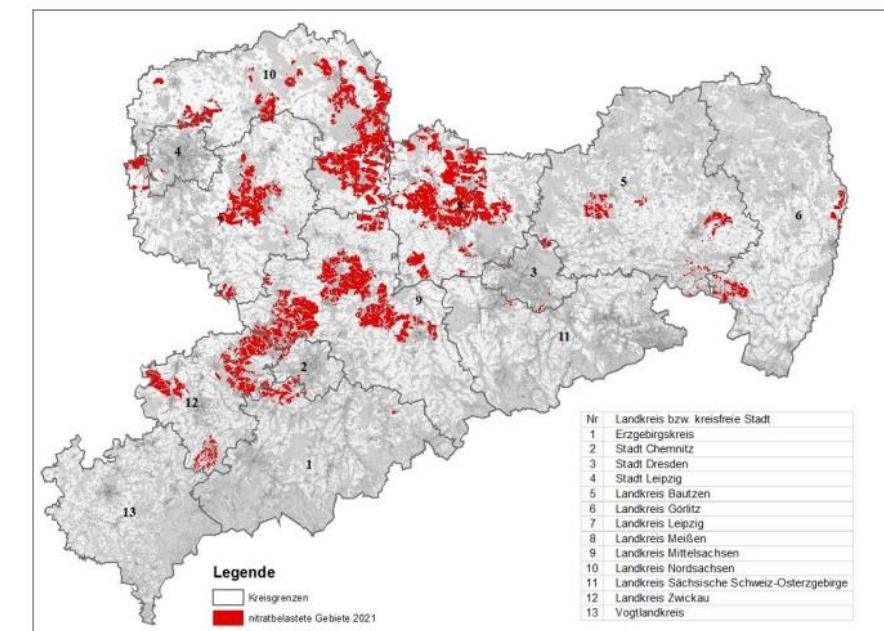 10
4
5
6
8
3
9
11
2
12
1
13
Nr Landkreis bzw. kreisfreie Stadt
1 Erzgebirgskreis
2 Stadt Chemnitz
3 Stadt Dresden
4 Stadt Leipzig
5 Landkreis Bautzen
6 Landkreis Görlitz
7 Landkreis Leipzig
8 Landkreis Meißen
9 Landkreis Mittelsachsen
10 Landkreis Nordsachsen
11 Landkreis Sächsische Schweiz-Osterzgebirge
12 Landkreis Zwickau
13 Vogtlandkreis
Legende
Kreisgrenzen
nitratbelastete Gebiete 2021